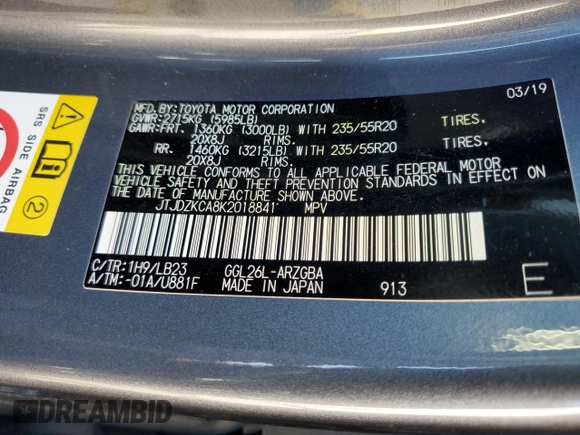 MFD.BY:TOYOTA MOTOR CORPORATION 03/19
GVWR:2715KG (5985LB)
GAWR:FRT. 1360KG (3000LB) WITH 235/55R20 TIRES.
20X8J RIMS.
RR. 1460KG (3215LB) WITH 235/55R20 TIRES.
20X8J RIMS.
THIS VEHICLE CONFORMS TO ALL APPLICABLE FEDERAL MOTOR
VEHICLE SAFETY AND THEFT PREVENTION STANDARDS IN EFFECT ON
THE DATE OF MANUFACTURE SHOWN ABOVE.
JTJDZKCA8K2018841 MPV
C/TR:1H9/LB23 GGL26L-ARZGBA
A/TM:-01A/U881F MADE IN JAPAN 913 E
SRS SIDE AIRBAG
2
DREAMBID